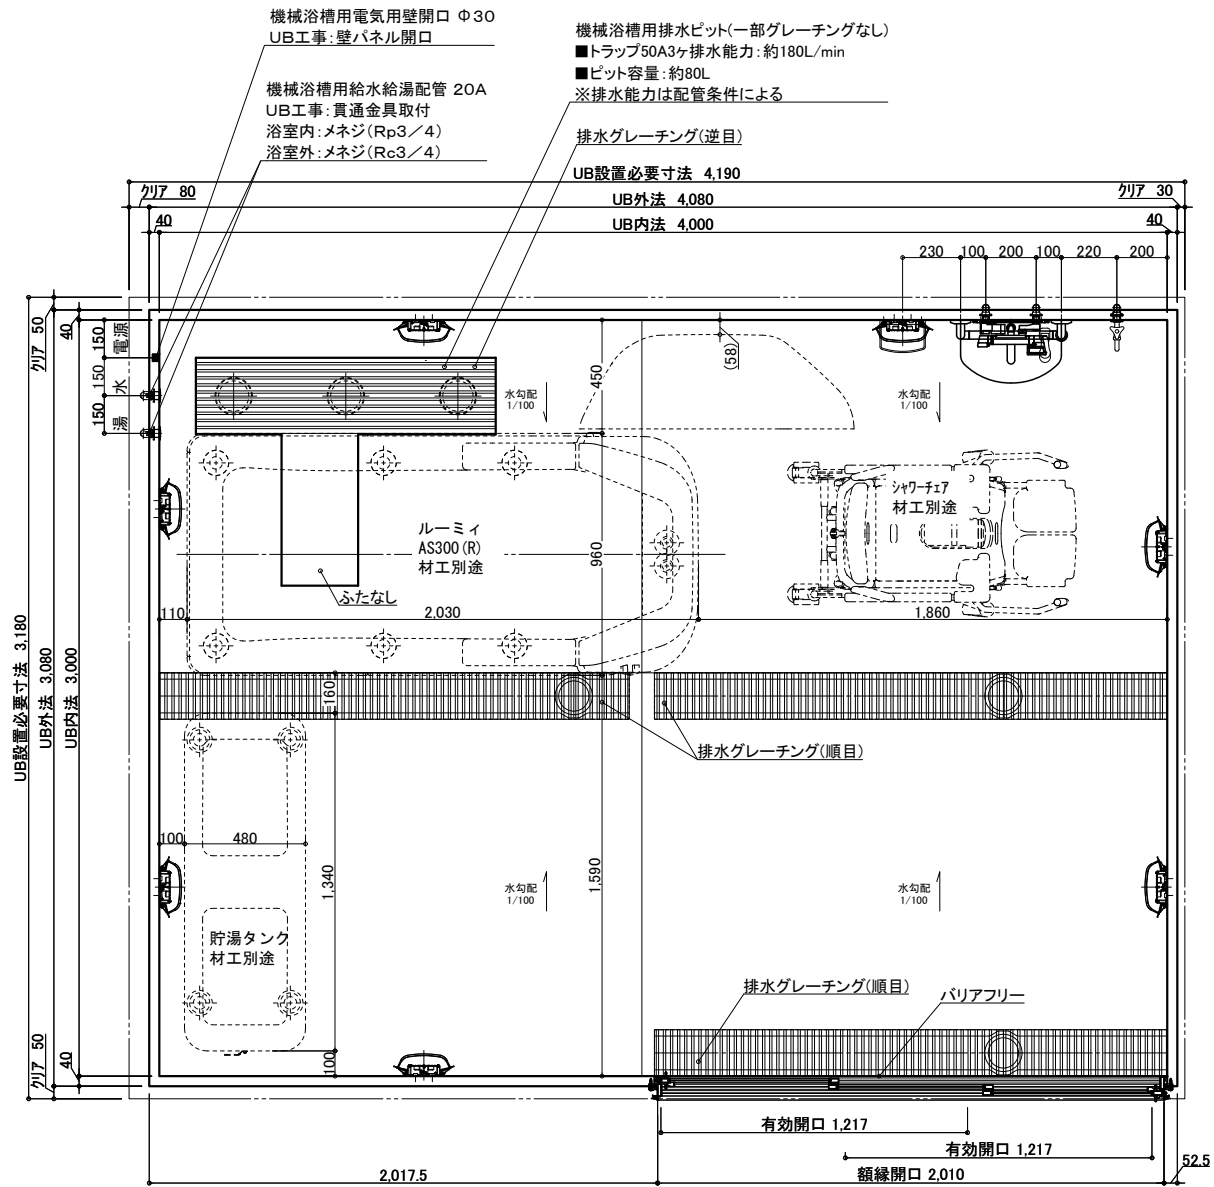 機械浴槽用電気用壁開口 Φ30
UB工事:壁パネル開口
機械浴槽用給水給湯配管 20A
UB工事:貫通金具取付
浴室内:メネジ(Rp3/4)
浴室外:メネジ(Rc3/4)
機械浴槽用排水ピット(一部グレーチングなし)
■トラップ50A3ヶ排水能力:約180L/min
■ピット容量:約80L
※排水能力は配管条件による
排水グレーチング(逆目)
UB設置必要寸法 4,190
クリア 80
UB外法 4,080
クリア 30
40
UB内法 4,000
40
230
100
200
100
220
200
クリア 50
40
150
電源
150
水
150
湯
(58)
450
水勾配
1/100
水勾配
1/100
シャワーチェア
材工別途
ルーミィ
AS300(R)
材工別途
960
ふたなし
110
2,030
1,860
UB設置必要寸法 3,180
UB外法 3,080
UB内法 3,000
160
排水グレーチング(順目)
100
480
1,340
1,590
水勾配
1/100
水勾配
1/100
貯湯タンク
材工別途
排水グレーチング(順目)
バリアフリー
クリア 50
40
100
有効開口 1,217
有効開口 1,217
2,017.5
額縁開口 2,010
52.5